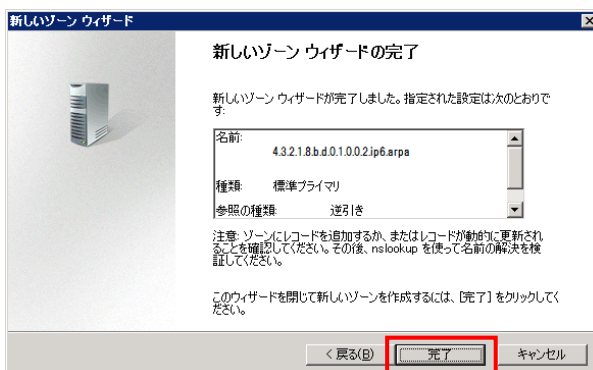 新しいゾーン ウィザード
新しいゾーン ウィザードの完了
新しいゾーン ウィザードが完了しました。指定された設定は次のとおりで
す:
名前:
4.3.2.1.8.b.d.0.1.0.0.2.ip6.arpa
種類: 標準プライマリ
参照の種類: 逆引き
注意: ゾーンにレコードを追加するか、またはレコードが動的に更新され
ることを確認してください。その後、nslookup を使って名前の解決を検
証してください。
このウィザードを閉じて新しいゾーンを作成するには、[完了] をクリックしてく
ださい。
< 戻る(B) 完了 キャンセル